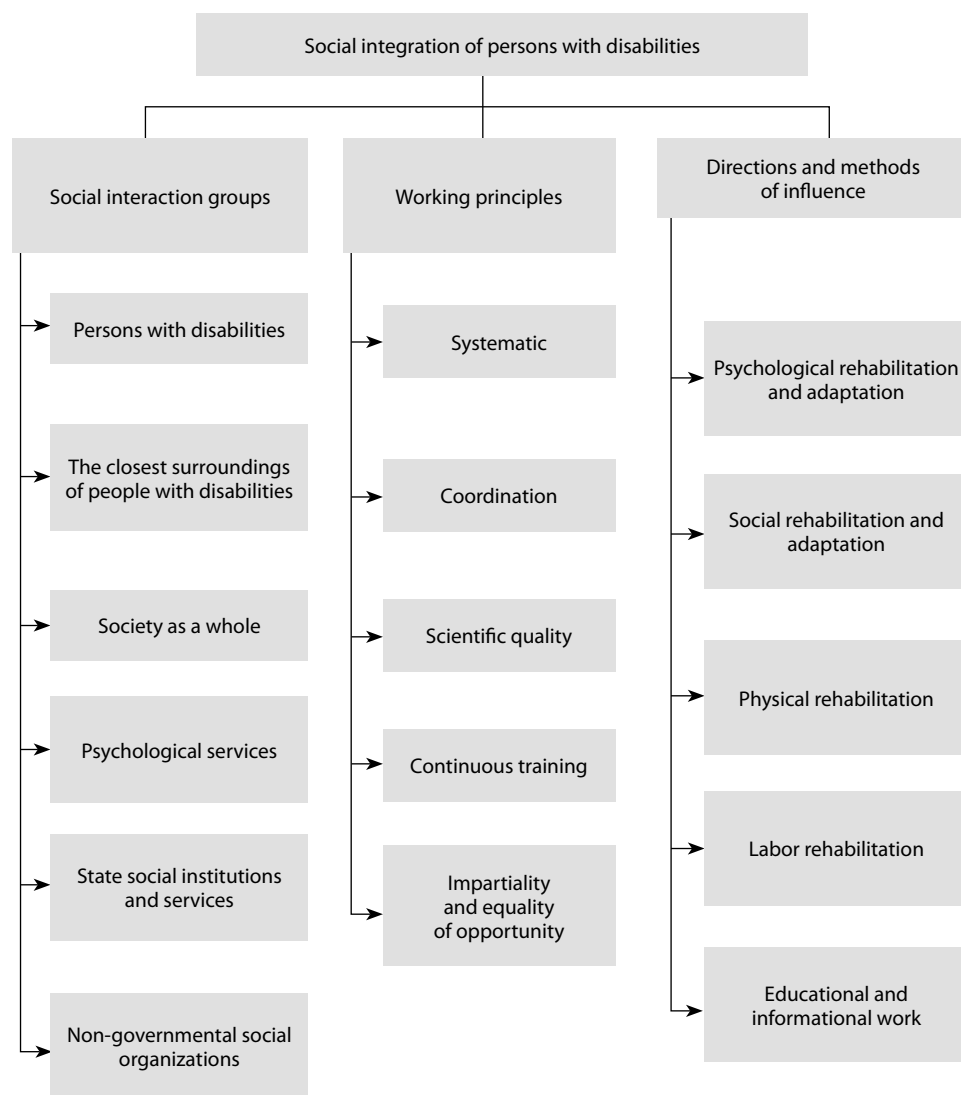 Social integration of persons with disabilities
Social interaction groups
Persons with disabilities
The closest surroundings
of people with disabilities
Society as a whole
Psychological services
State social institutions
and services
Non-governmental social
organizations
Working principles
Systematic
Coordination
Scientific quality
Continuous training
Impartiality
and equality
of opportunity
Directions and methods
of influence
Psychological rehabilitation
and adaptation
Social rehabilitation and
adaptation
Physical rehabilitation
Labor rehabilitation
Educational and
informational work